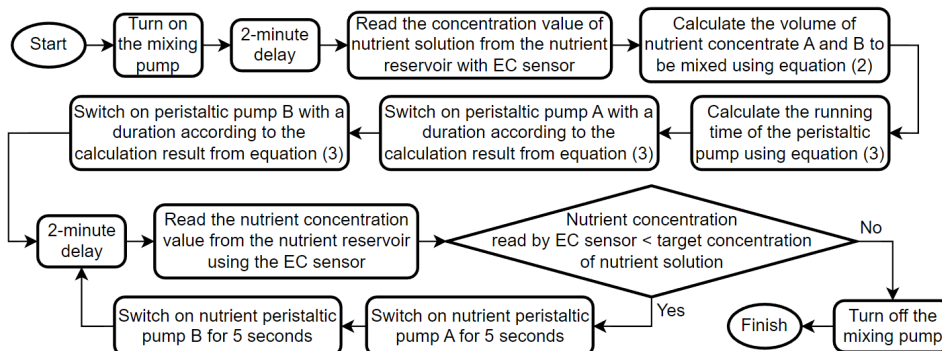 Start
Turn on
the mixing
pump
2-minute
delay
Read the concentration value of
nutrient solution from the nutrient
reservoir with EC sensor
Calculate the volume of
nutrient concentrate A and B to
be mixed using equation (2)
Calculate the running
time of the peristaltic
pump using equation (3)
Switch on peristaltic pump A with a
duration according to the
calculation result from equation (3)
Switch on peristaltic pump B with a
duration according to the
calculation result from equation (3)
2-minute
delay
Read the nutrient concentration
value from the nutrient reservoir
using the EC sensor
Nutrient concentration
read by EC sensor < target concentration
of nutrient solution
No
Yes
Switch on nutrient peristaltic
pump A for 5 seconds
Switch on nutrient peristaltic
pump B for 5 seconds
Turn off the
mixing pump
Finish